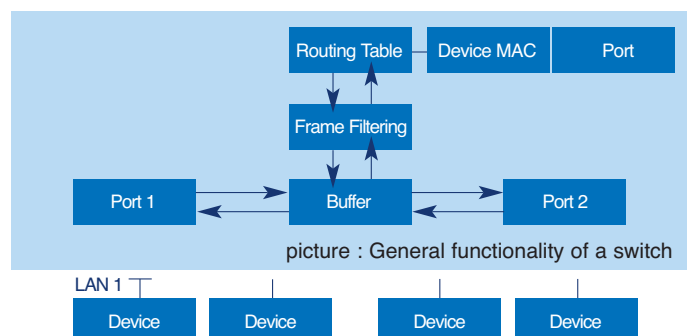 Routing Table Device MAC Port
Frame Filtering
Port 1 Buffer Port 2
picture : General functionality of a switch
LAN 1
Device Device Device Device